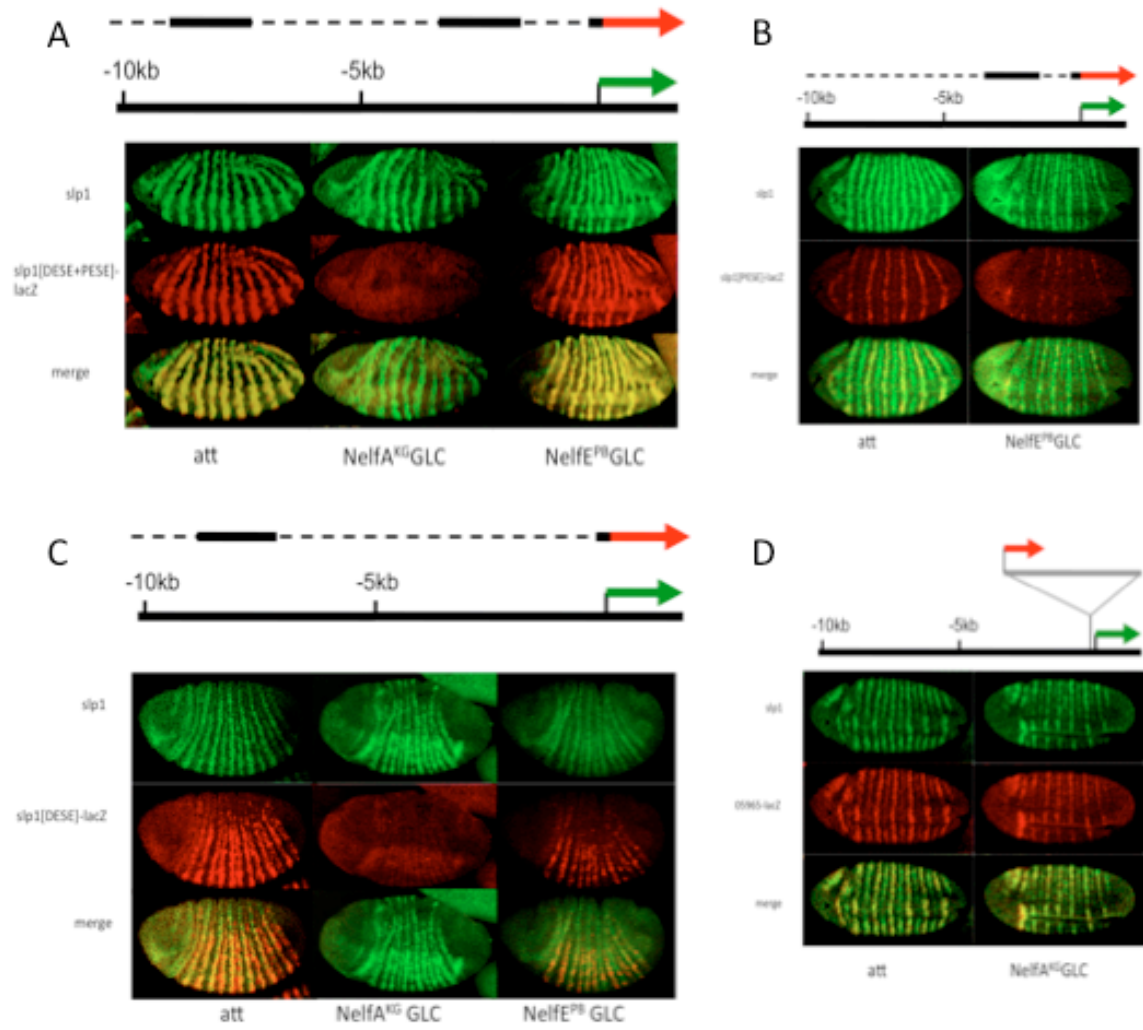 A
-10kb -5kb
slp1
slp1[DESE+PESE]-
lacZ
merge
att NelfA^KG GLC NelfE^PB GLC
B
-10kb -5kb
slp1
slp1[PESE]-lacZ
merge
att NelfE^PB GLC
C
-10kb -5kb
slp1
slp1[DESE]-lacZ
merge
att NelfA^KG GLC NelfE^PB GLC
D
-10kb -5kb
slp1
05965-lacZ
merge
att NelfA^KG GLC